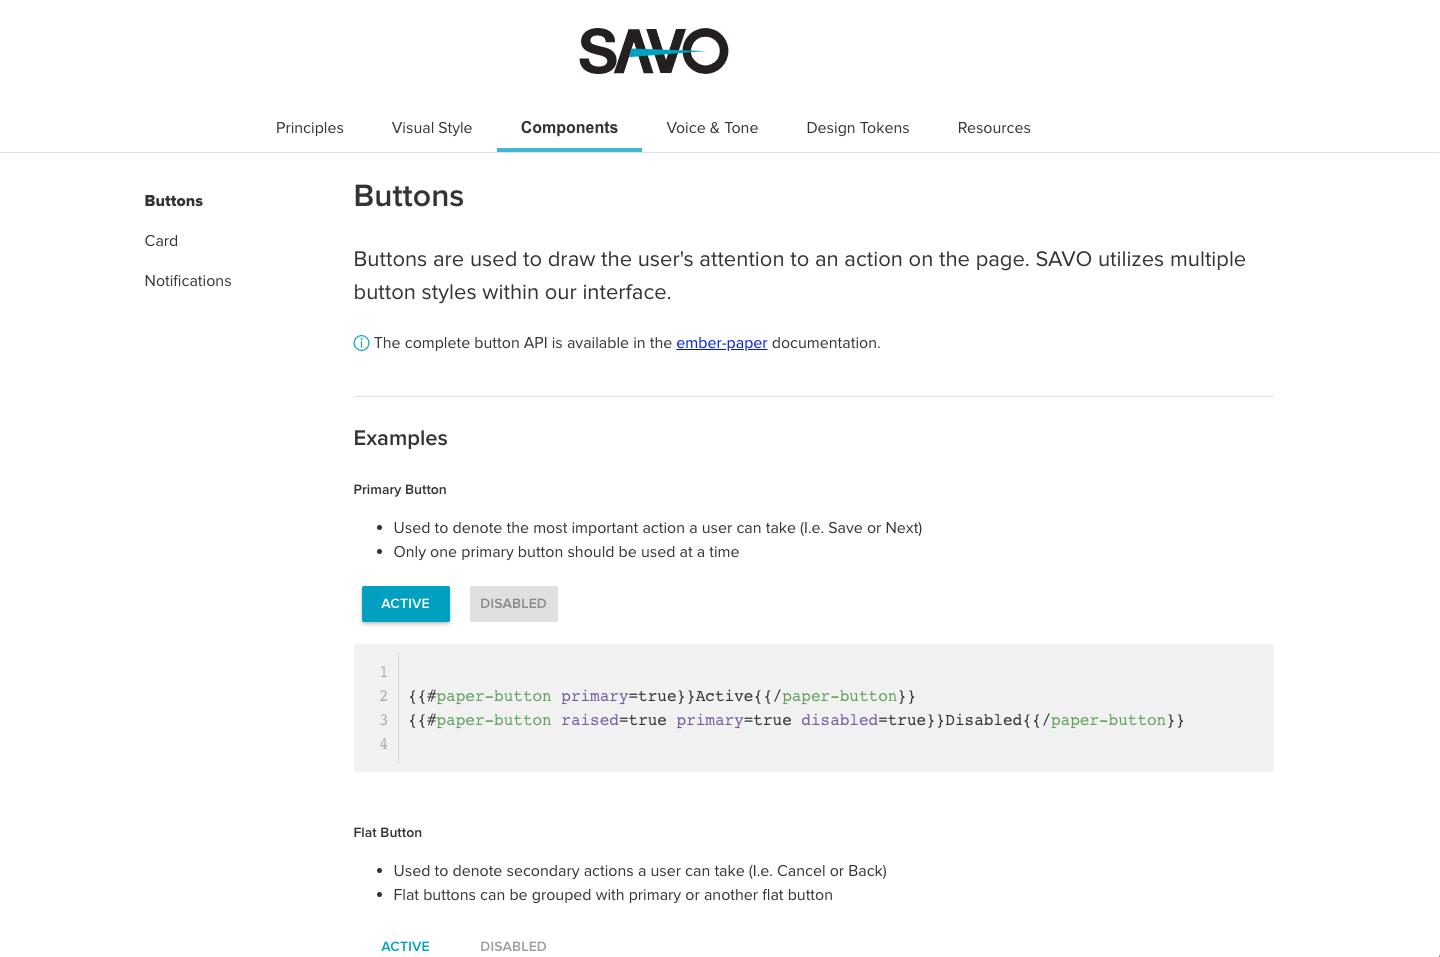 SAVO
Principles Visual Style Components Voice & Tone Design Tokens Resources
Buttons
Card
Notifications
Buttons
Buttons are used to draw the user's attention to an action on the page. SAVO utilizes multiple
button styles within our interface.
The complete button API is available in the ember-paper documentation.
Examples
Primary Button
• Used to denote the most important action a user can take (I.e. Save or Next)
• Only one primary button should be used at a time
ACTIVE DISABLED
1
2 {{#paper-button primary=true}}Active{{/paper-button}}
3 {{#paper-button raised=true primary=true disabled=true}}Disabled{{/paper-button}}
4
Flat Button
• Used to denote secondary actions a user can take (I.e. Cancel or Back)
• Flat buttons can be grouped with primary or another flat button
ACTIVE DISABLED